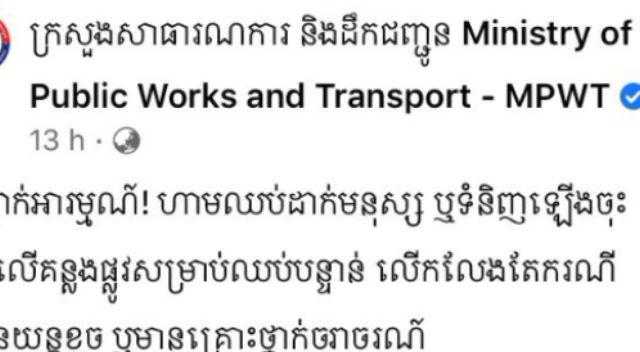 ក្រសួងសាធារណការ និងដឹកជញ្ជូន Ministry of
Public Works and Transport - MPWT
13 h ·
ហាមឈប់ដាក់មនុស្ស ឬទំនិញឡើងចុះ
លើគន្លងផ្លូវសម្រាប់ឈប់បន្ទាន់ លើកលែងតែករណី
ឬមានគ្រោះថ្នាក់ចរាចរណ៍